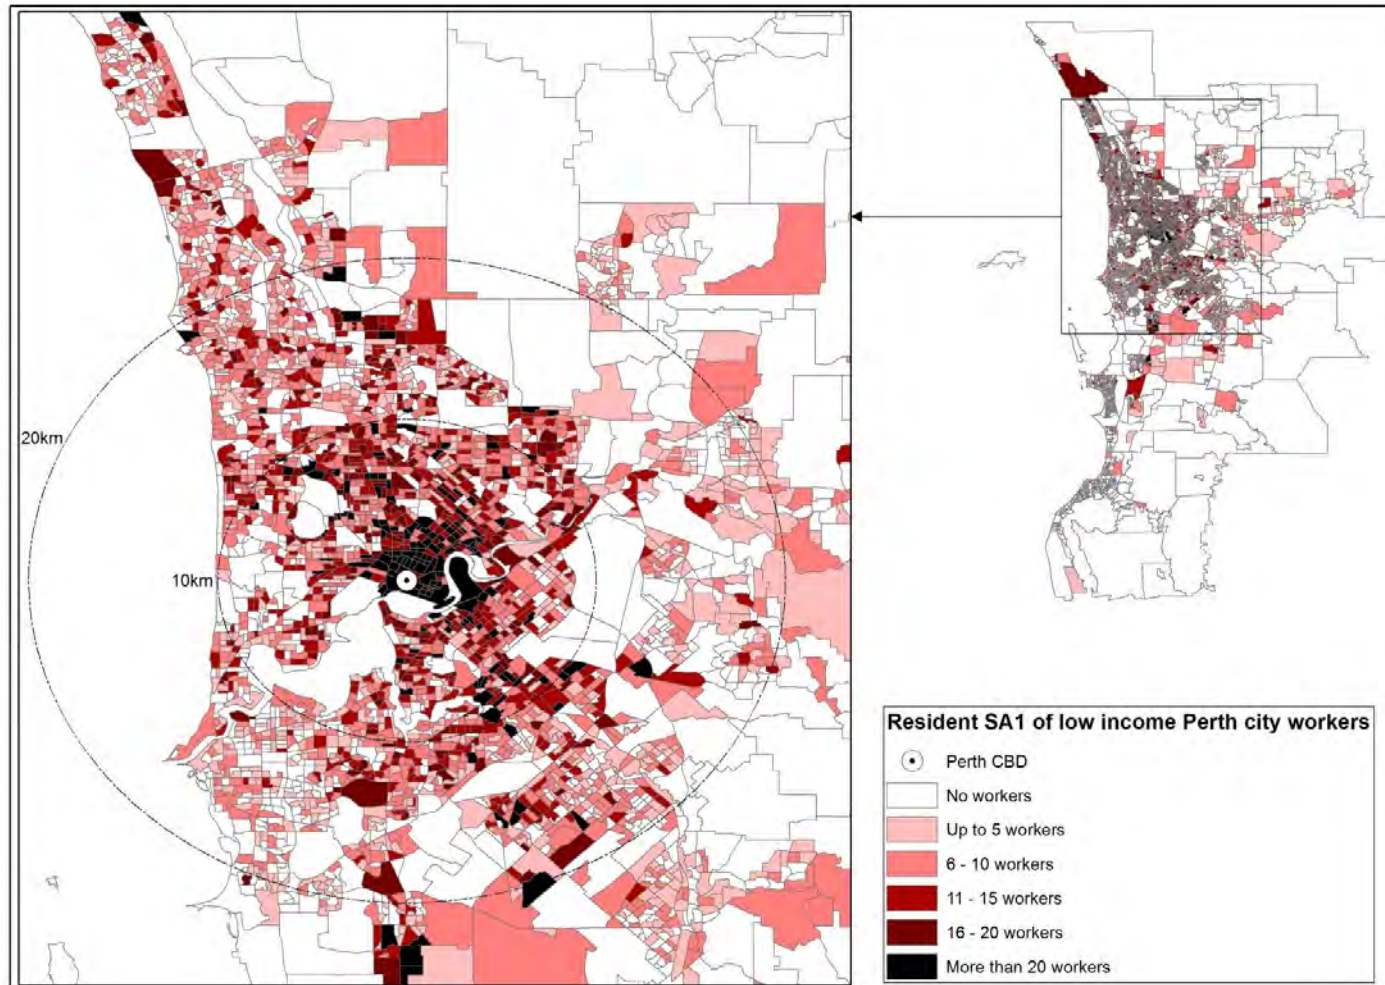 20km
10km
Resident SA1 of low income Perth city workers
Perth CBD
No workers
Up to 5 workers
6 - 10 workers
11 - 15 workers
16 - 20 workers
More than 20 workers